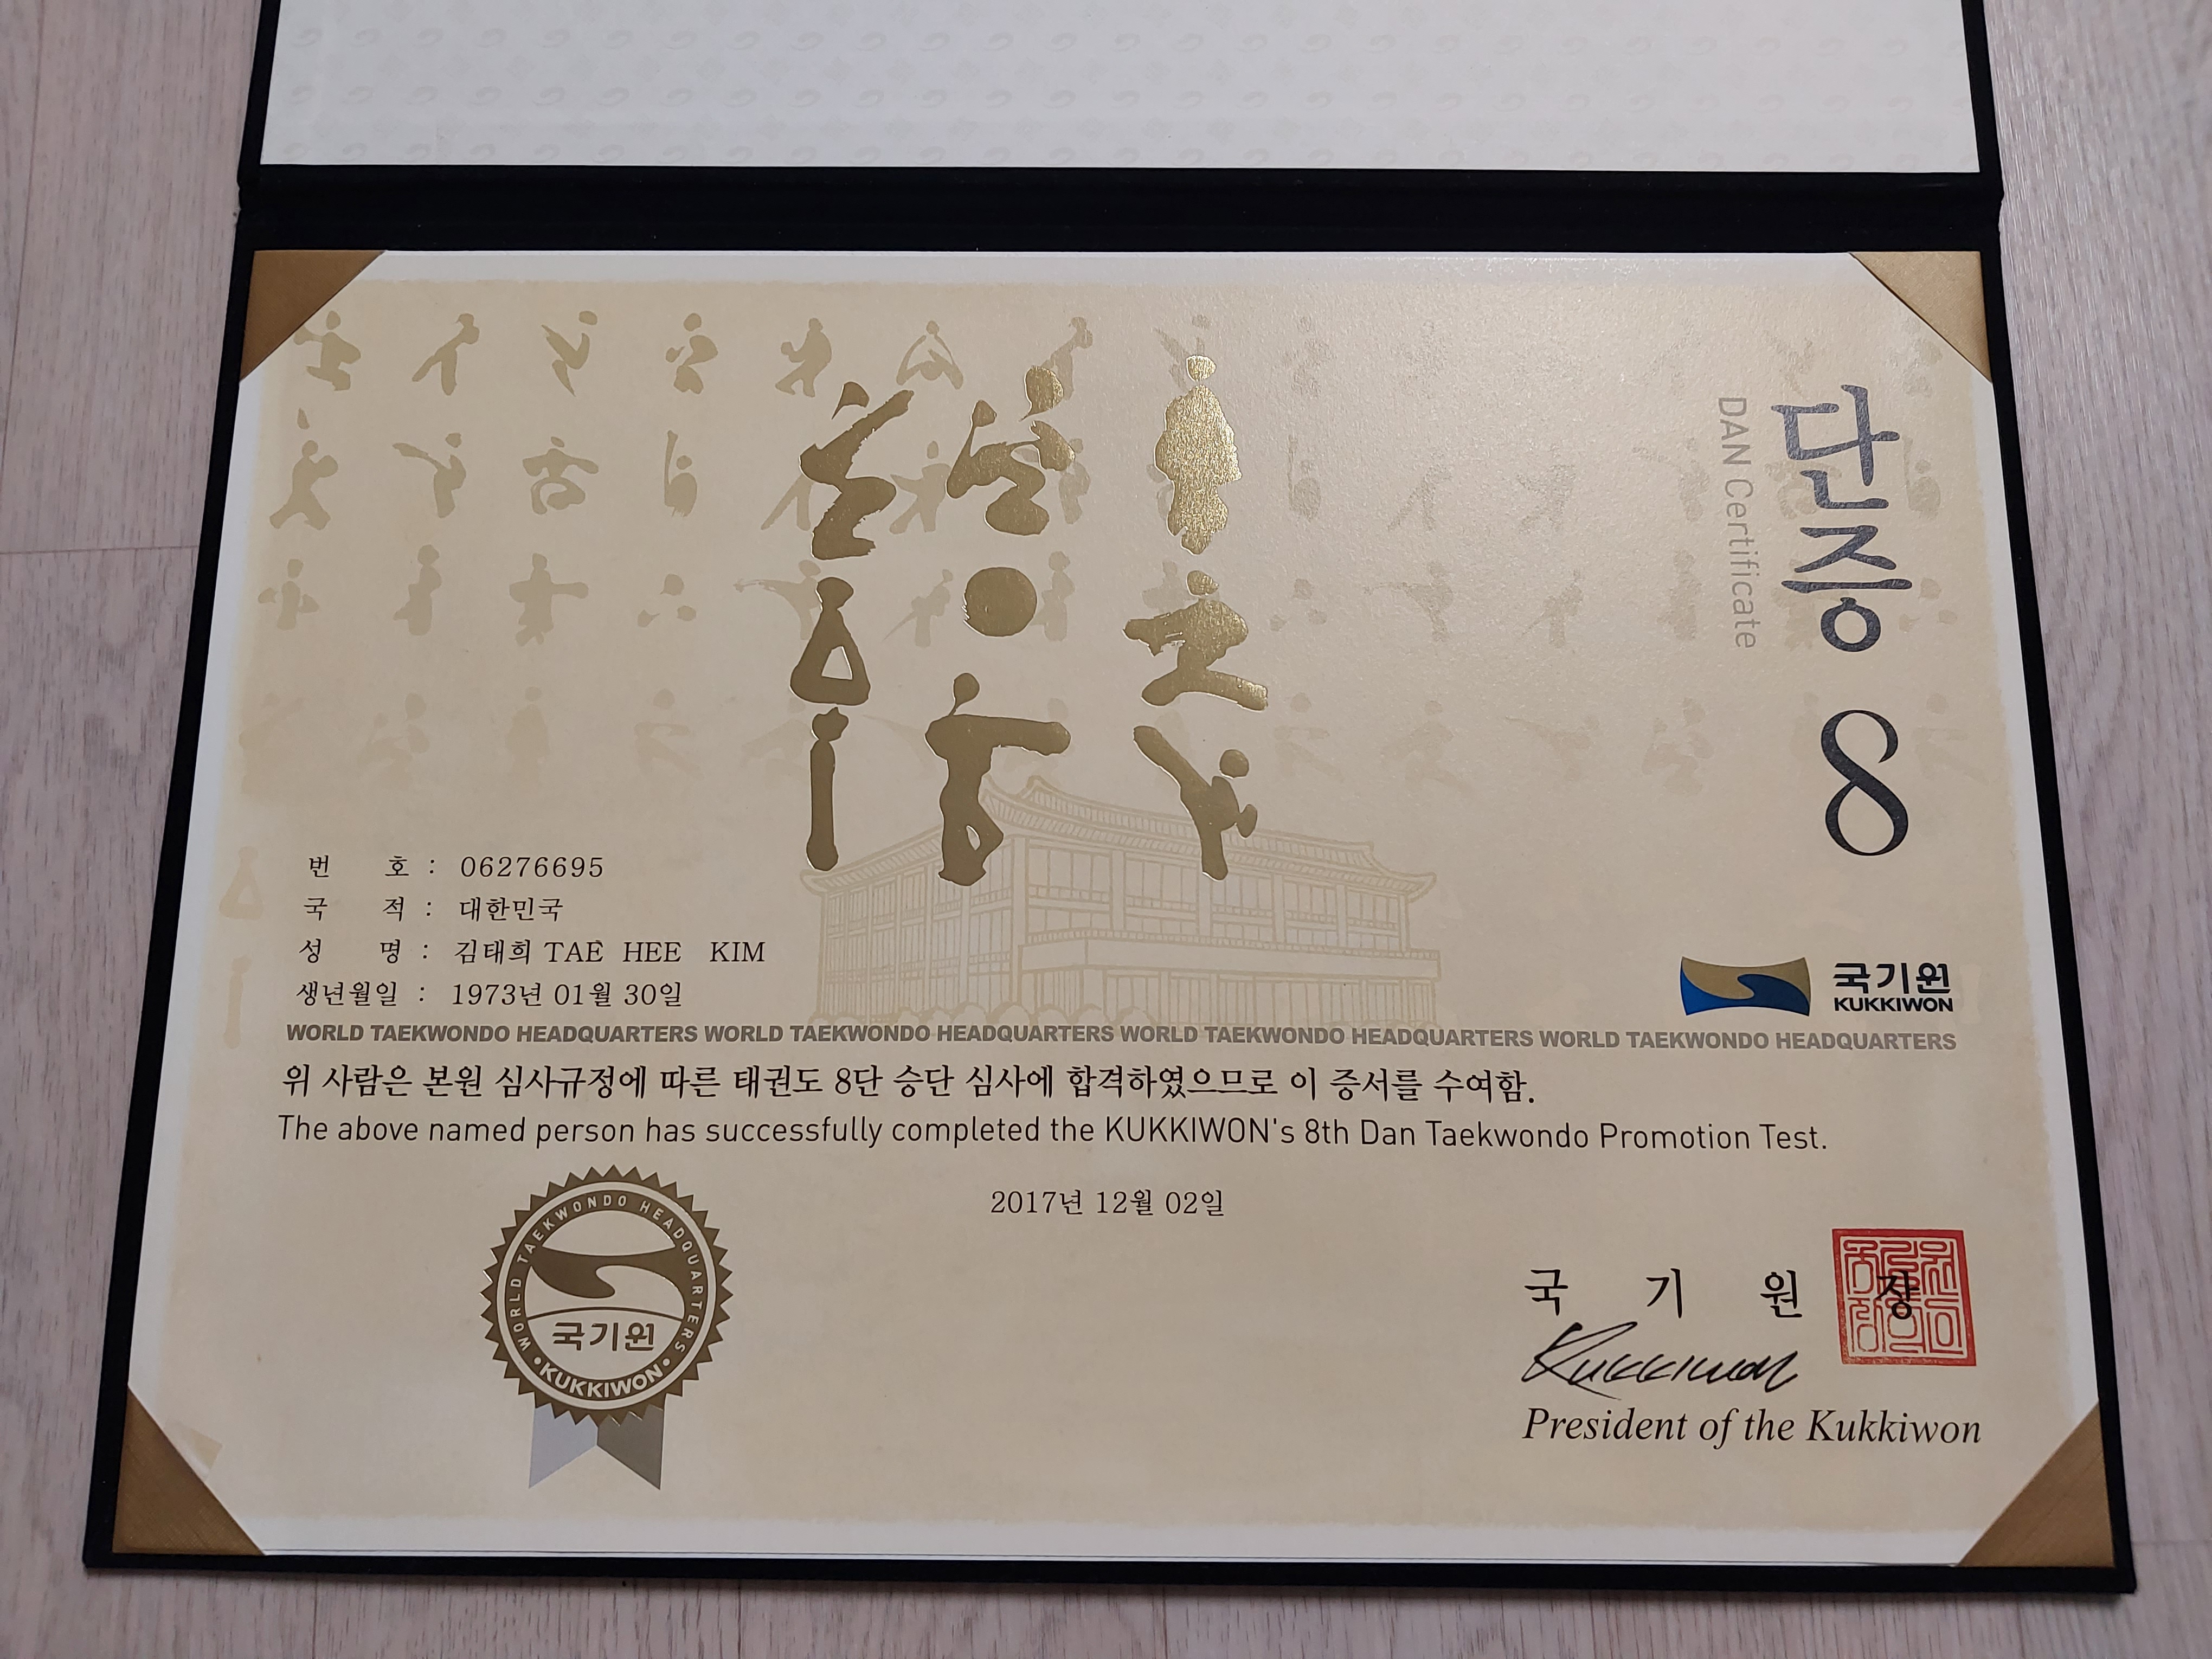 단증 8
DAN Certificate
번 호 : 06276695
국 적 : 대한민국
성 명 : 김태희 TAE HEE KIM
생년월일 : 1973년 01월 30일
국기원
KUKKIWON
WORLD TAEKWONDO HEADQUARTERS WORLD TAEKWONDO HEADQUARTERS WORLD TAEKWONDO HEADQUARTERS WORLD TAEKWONDO HEADQUARTERS
위 사람은 본원 심사규정에 따른 태권도 8단 승단 심사에 합격하였으므로 이 증서를 수여함.
The above named person has successfully completed the KUKKIWON's 8th Dan Taekwondo Promotion Test.
2017년 12월 02일
WORLD TAEKWONDO HEADQUARTERS
국기원
• KUKKIWON •
국 기 원 장
Kukkiwon
President of the Kukkiwon